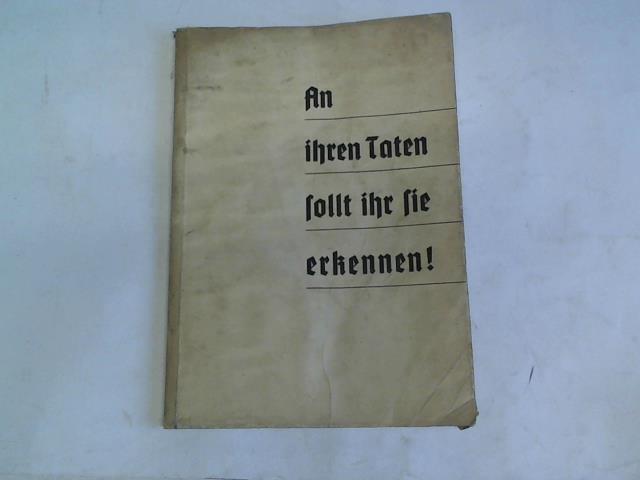 An
ihren Taten
sollt ihr sie
erkennen!